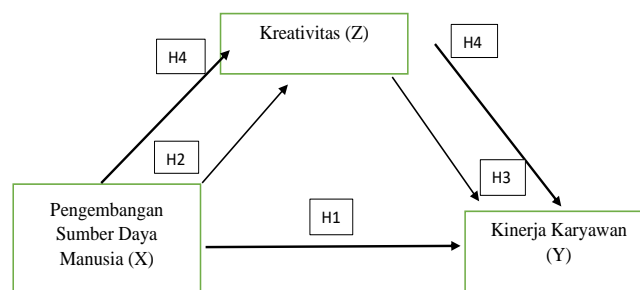 Kreativitas (Z)
H4
H4
H2
H3
Pengembangan
Sumber Daya
Manusia (X)
H1
Kinerja Karyawan
(Y)